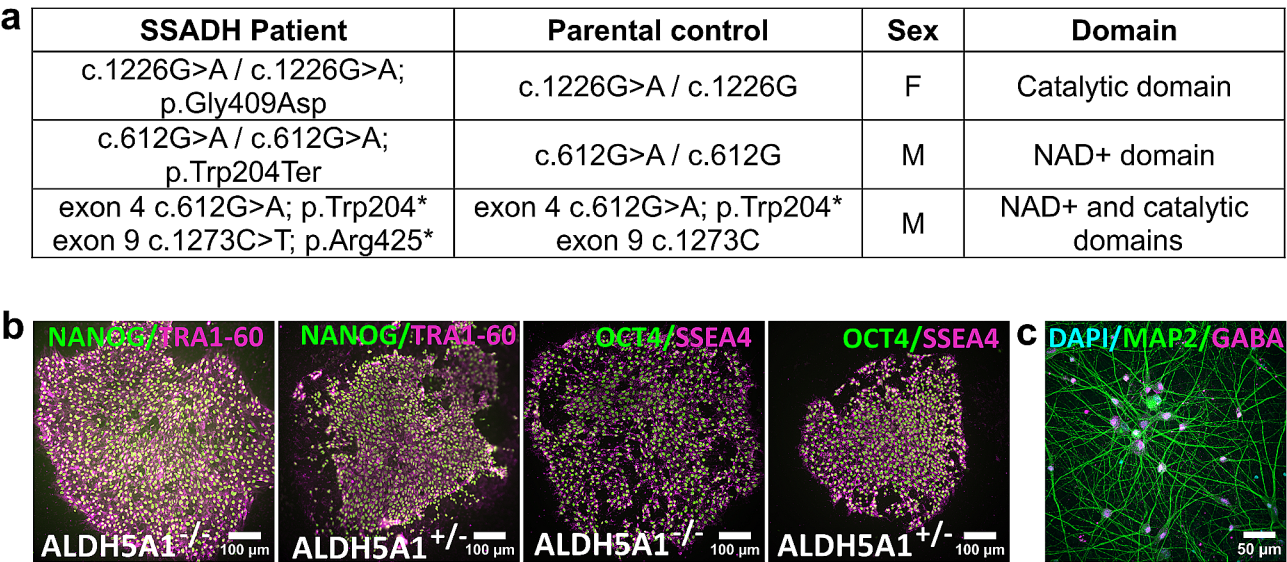 a
SSADH Patient Parental control Sex Domain
c.1226G>A / c.1226G>A;
p.Gly409Asp
c.1226G>A / c.1226G
F
Catalytic domain
c.612G>A / c.612G>A;
p.Trp204Ter
c.612G>A / c.612G
M
NAD+ domain
exon 4 c.612G>A; p.Trp204*
exon 9 c.1273C>T; p.Arg425*
exon 4 c.612G>A; p.Trp204*
exon 9 c.1273C
M
NAD+ and catalytic
domains
b
NANOG/TRA1-60
ALDH5A1-/-
100 µm
NANOG/TRA1-60
ALDH5A1+/-
100 µm
OCT4/SSEA4
ALDH5A1-/-
100 µm
OCT4/SSEA4
ALDH5A1+/-
100 µm
c
DAPI/MAP2/GABA
50 µm